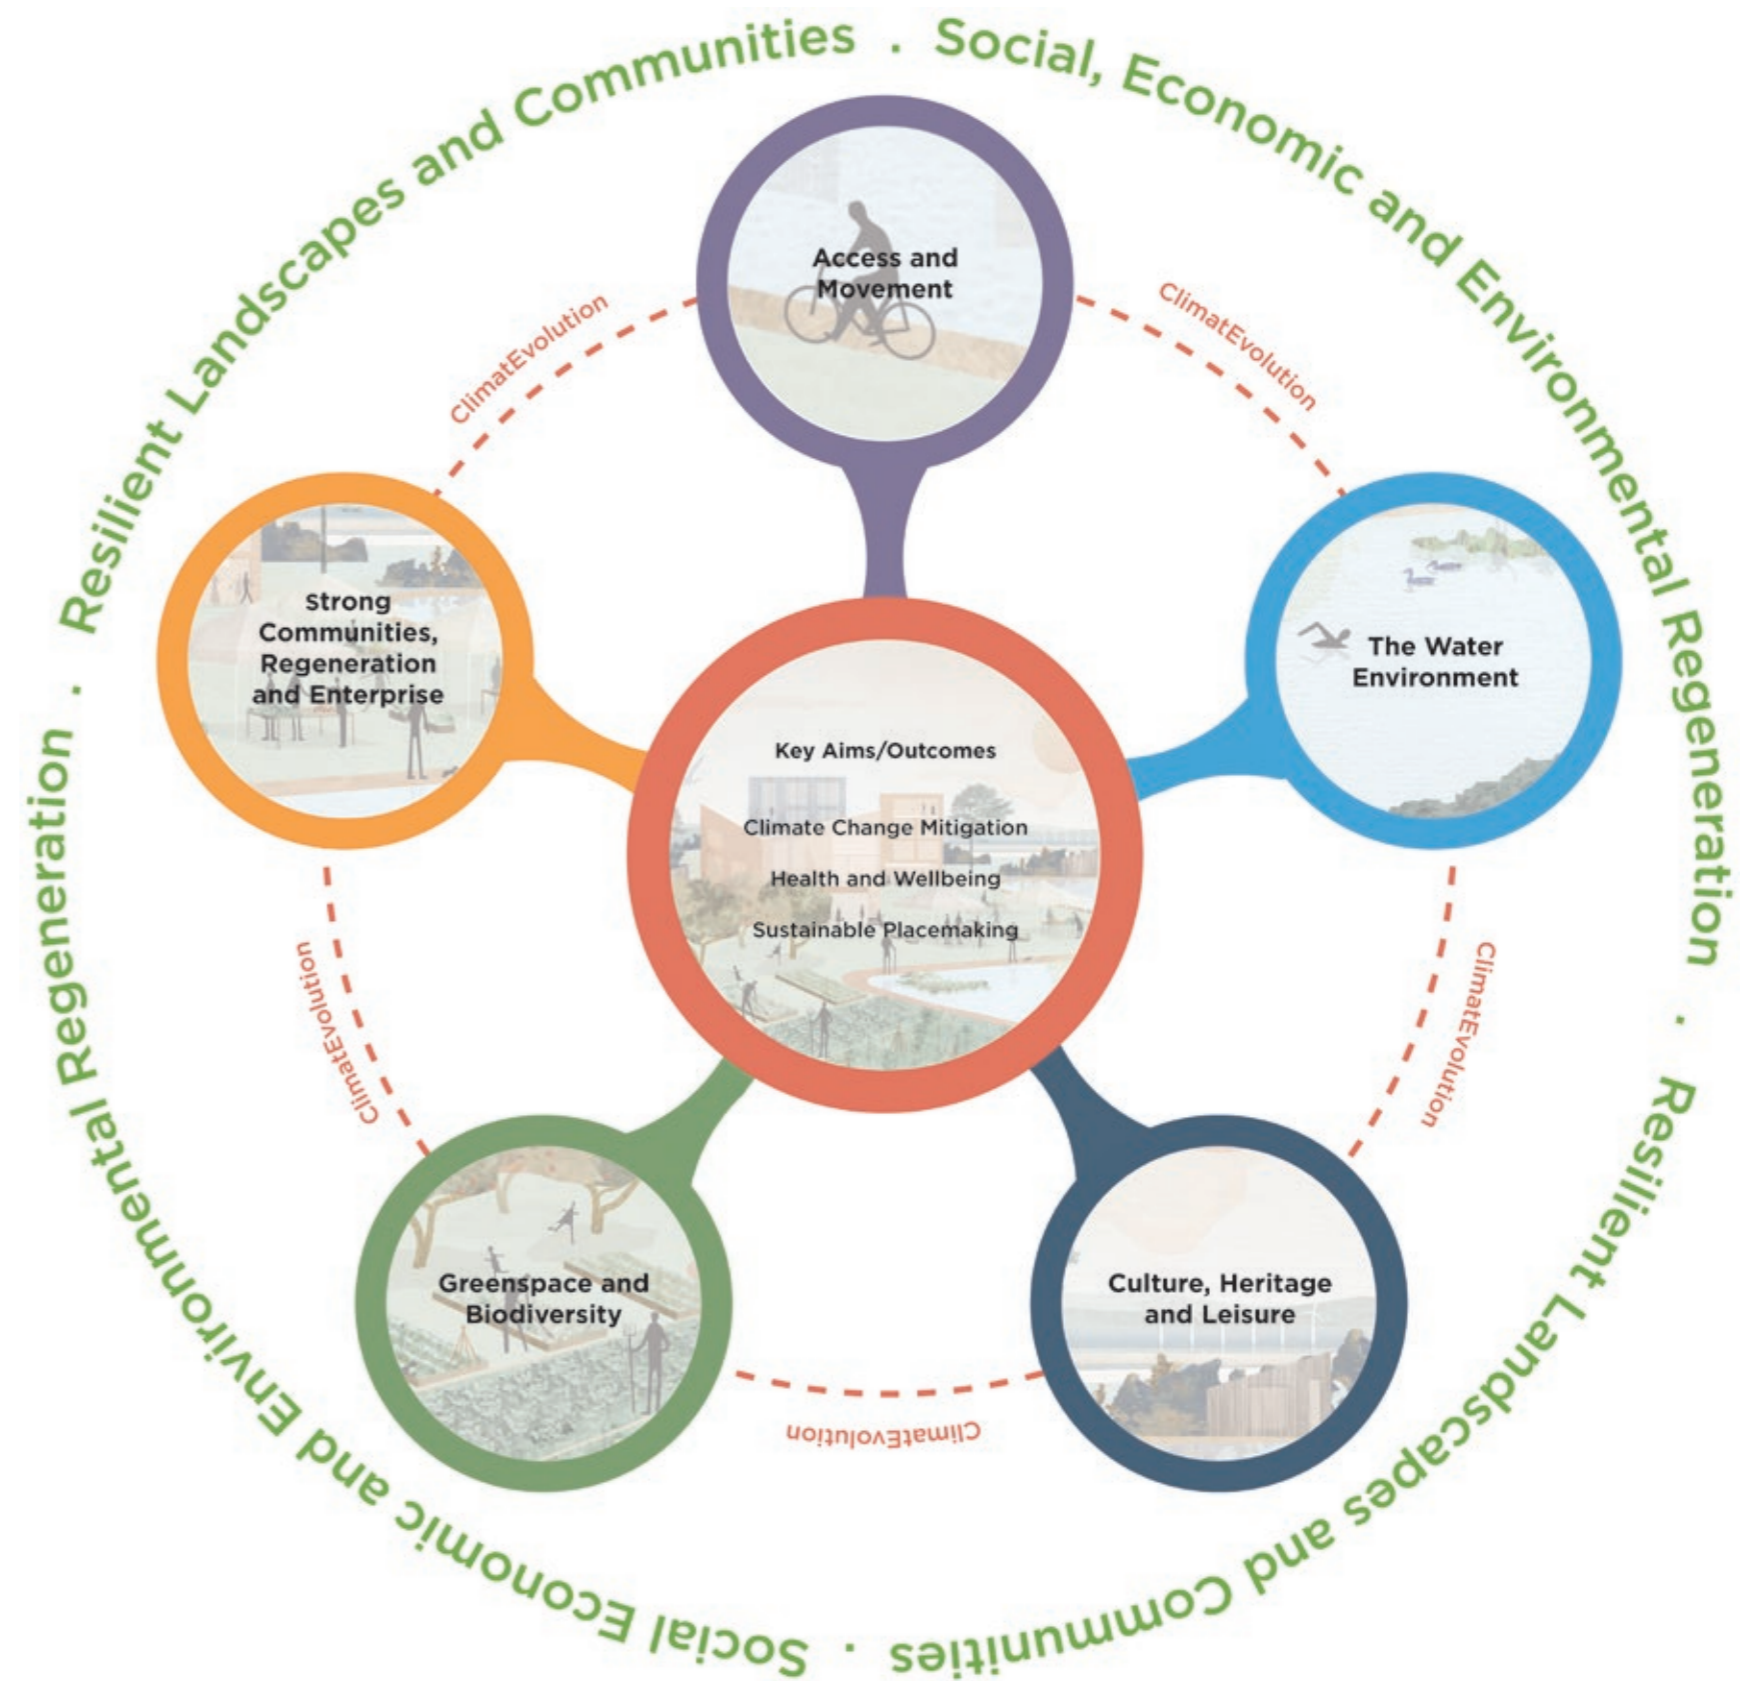 Resilient Landscapes and Communities . Social, Economic and Environmental Regeneration . Resilient Landscapes and Communities . Social Economic and Environmental Regeneration .
Access and
Movement
ClimatEvolution
The Water
Environment
ClimatEvolution
Culture, Heritage
and Leisure
ClimatEvolution
Greenspace and
Biodiversity
ClimatEvolution
Strong
Communities,
Regeneration
and Enterprise
ClimatEvolution
Key Aims/Outcomes
Climate Change Mitigation
Health and Wellbeing
Sustainable Placemaking